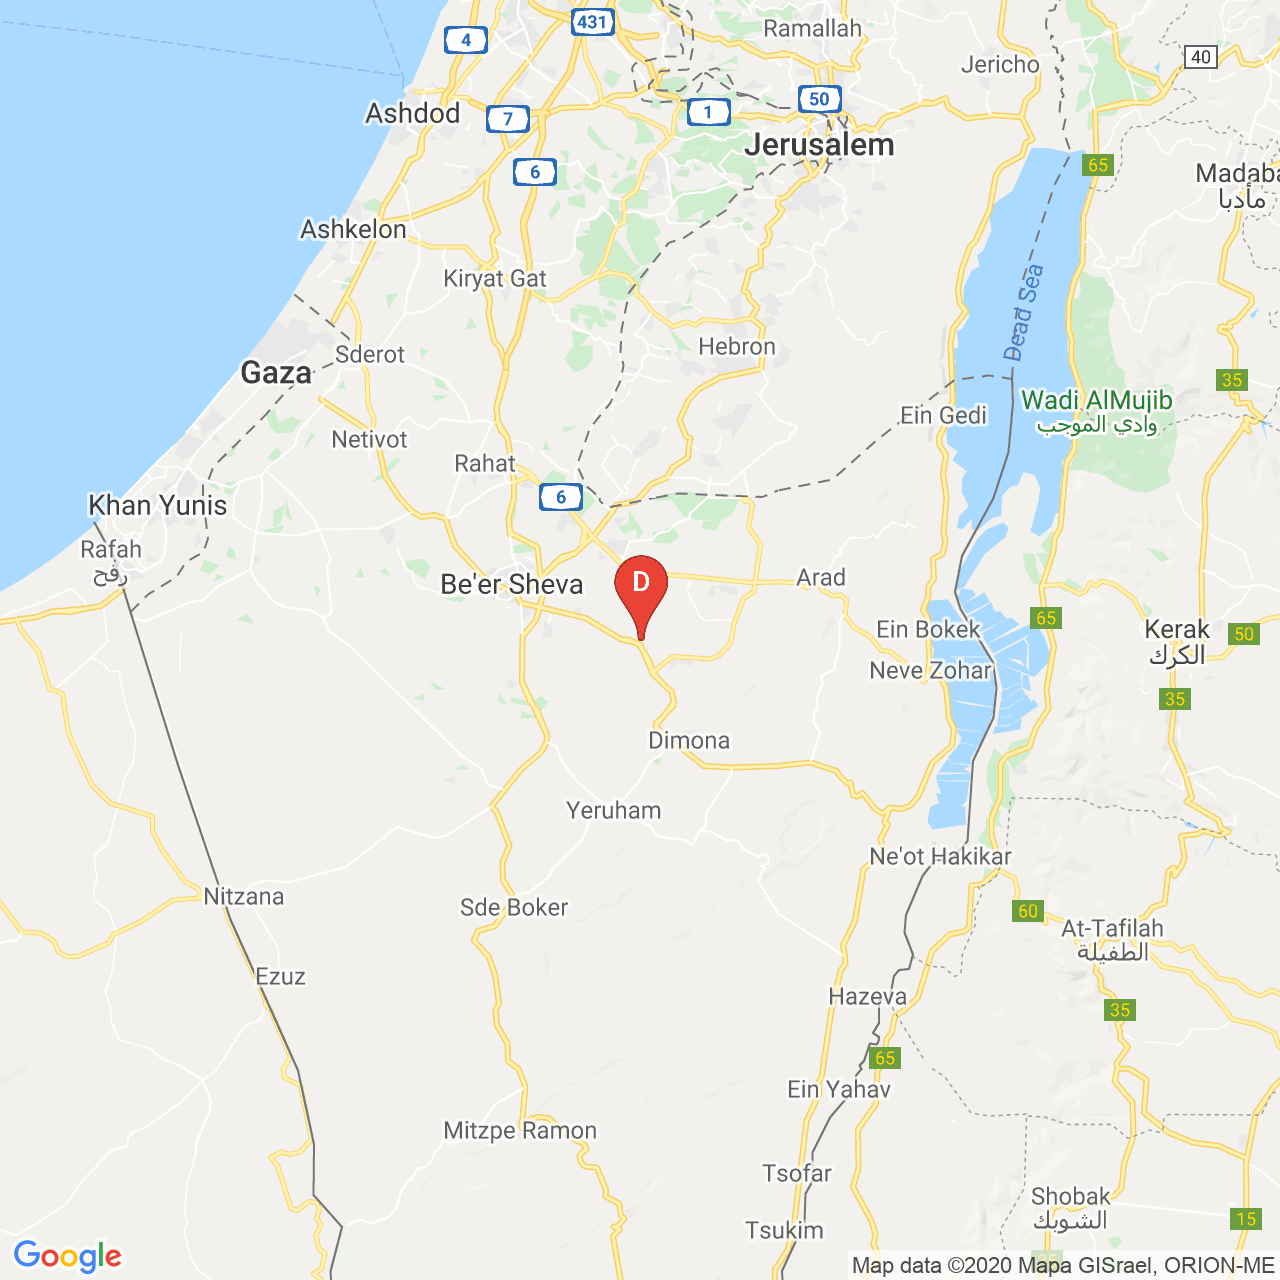 431
4
Ramallah
40
Jericho
50
Ashdod
7
1
Jerusalem
6
65
Madaba
مأدبا
Ashkelon
Kiryat Gat
Dead Sea
Hebron
Sderot
Gaza
35
Wadi AlMujib
وادي الموجب
Ein Gedi
Netivot
Rahat
6
Khan Yunis
Rafah
رفح
Be'er Sheva
D
Arad
65
Ein Bokek
Kerak
الكرك
50
Neve Zohar
35
Dimona
Yeruham
Ne'ot Hakikar
Nitzana
Sde Boker
60
At-Tafilah
الطفيلة
Ezuz
Hazeva
35
65
Ein Yahav
Mitzpe Ramon
Tsofar
Shobak
الشوبك
15
Tsukim
35
Google
Map data ©2020 Mapa GISrael, ORION-ME